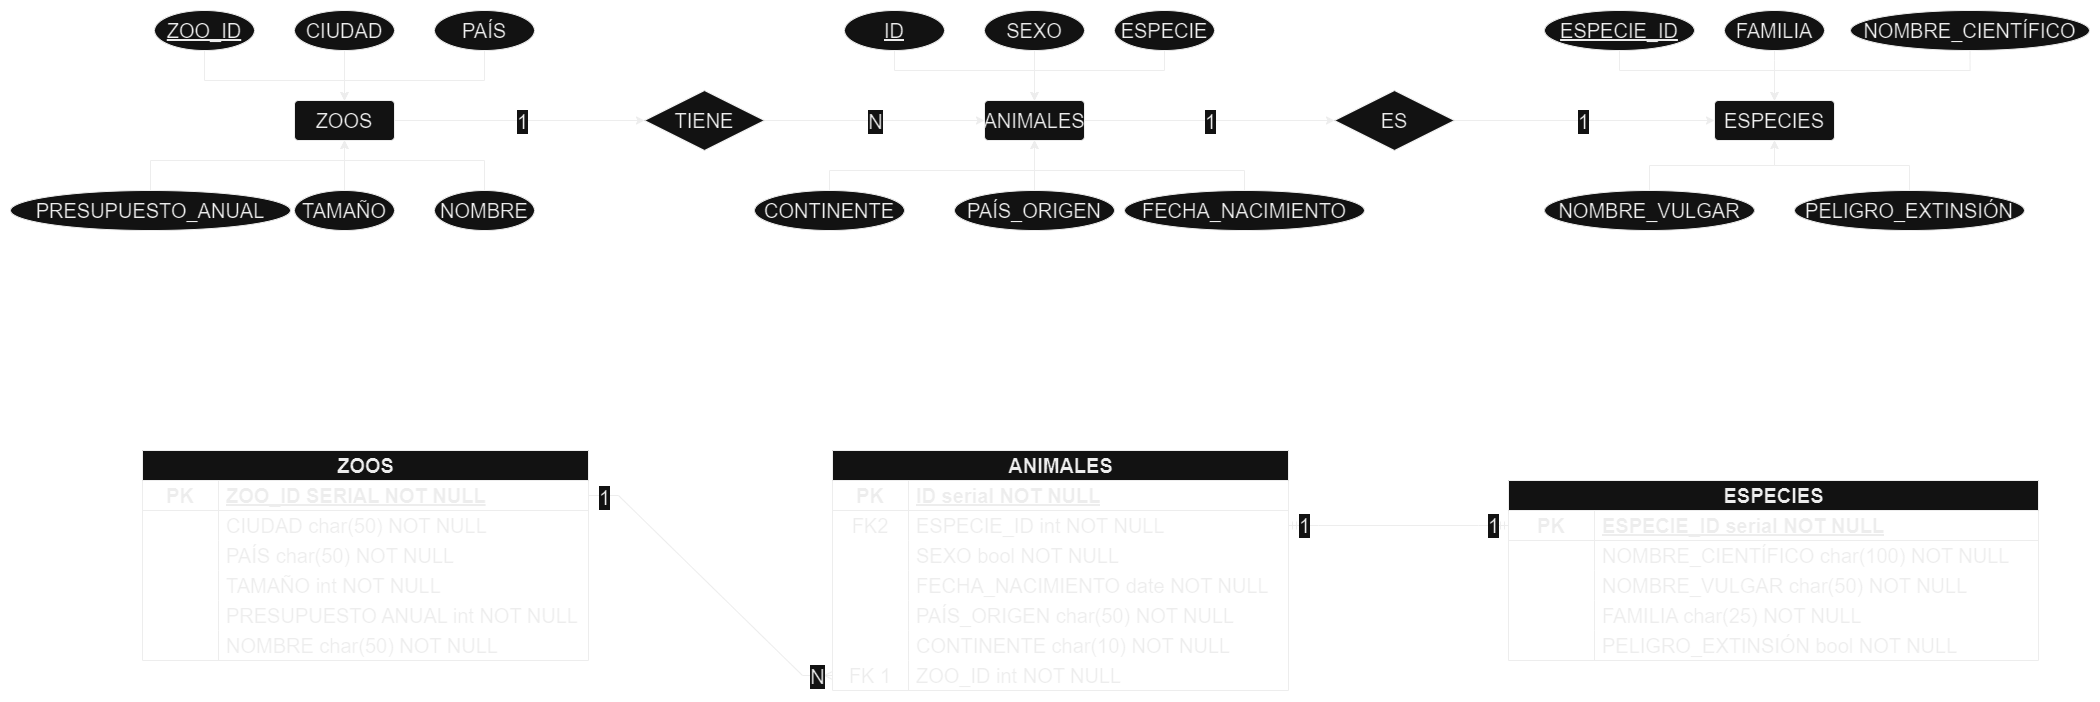 ZOO_ID CIUDAD PAÍS ID SEXO ESPECIE ESPECIE_ID FAMILIA NOMBRE_CIENTÍFICO
ZOOS 1 TIENE N ANIMALES 1 ES 1 ESPECIES
PRESUPUESTO_ANUAL TAMAÑO NOMBRE CONTINENTE PAÍS_ORIGEN FECHA_NACIMIENTO NOMBRE_VULGAR PELIGRO_EXTINSIÓN
ZOOS
PK ZOO_ID SERIAL NOT NULL
CIUDAD char(50) NOT NULL
PAÍS char(50) NOT NULL
TAMAÑO int NOT NULL
PRESUPUESTO ANUAL int NOT NULL
NOMBRE char(50) NOT NULL
1
N
ANIMALES
PK ID serial NOT NULL
FK2 ESPECIE_ID int NOT NULL
SEXO bool NOT NULL
FECHA_NACIMIENTO date NOT NULL
PAÍS_ORIGEN char(50) NOT NULL
CONTINENTE char(10) NOT NULL
FK 1 ZOO_ID int NOT NULL
1 1
ESPECIES
PK ESPECIE_ID serial NOT NULL
NOMBRE_CIENTÍFICO char(100) NOT NULL
NOMBRE_VULGAR char(50) NOT NULL
FAMILIA char(25) NOT NULL
PELIGRO_EXTINSIÓN bool NOT NULL